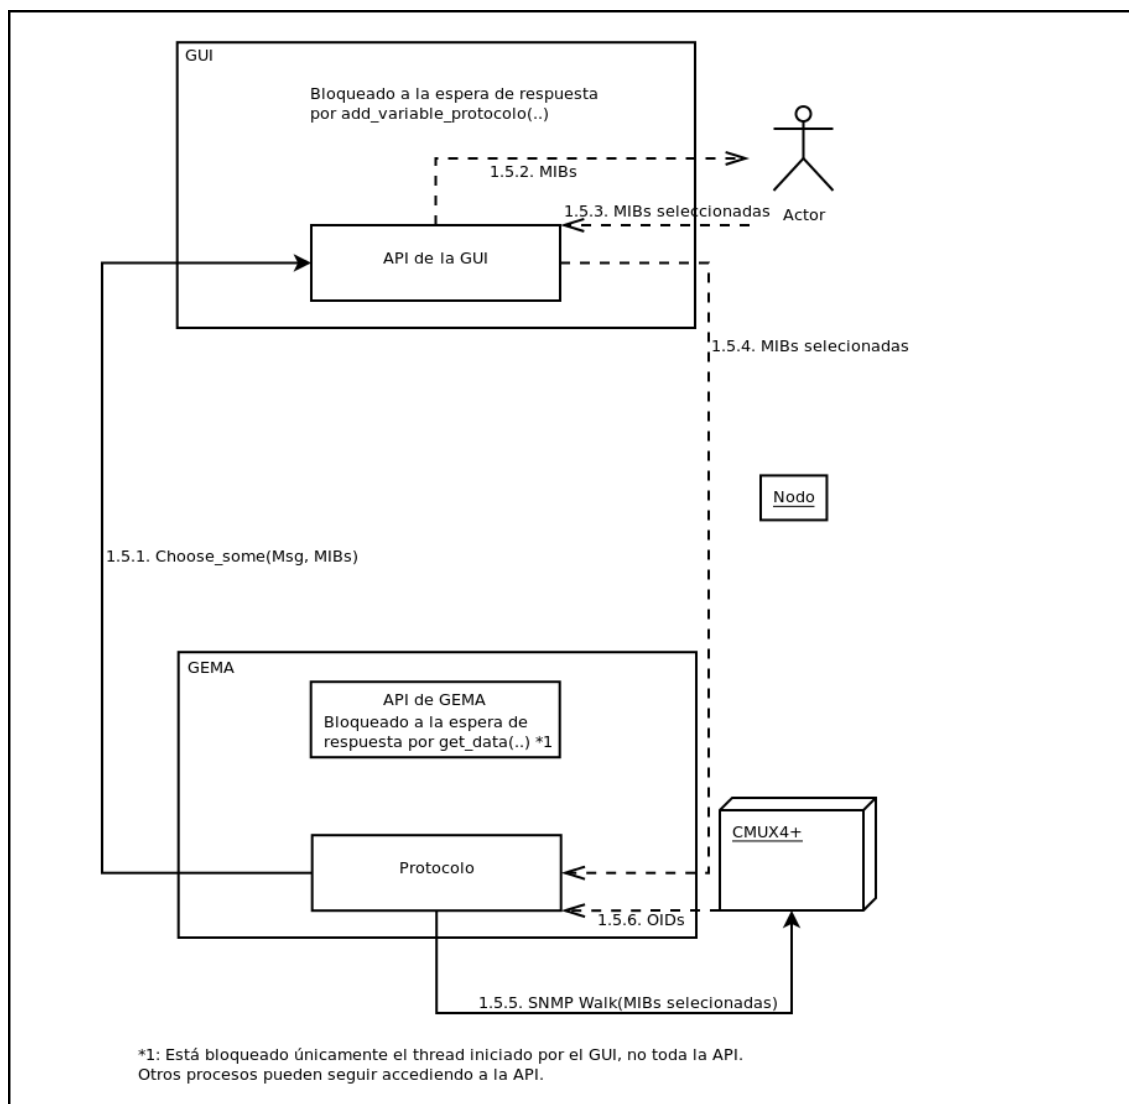 GUI
Bloqueado a la espera de respuesta
por add_variable_protocolo(..)
1.5.2. MIBs
1.5.3. MIBs seleccionadas
Actor
API de la GUI
1.5.4. MIBs selecionadas
Nodo
1.5.1. Choose_some(Msg, MIBs)
GEMA
API de GEMA
Bloqueado a la espera de
respuesta por get_data(..) *1
CMUX4+
Protocolo
1.5.6. OIDs
1.5.5. SNMP Walk(MIBs selecionadas)
*1: Está bloqueado únicamente el thread iniciado por el GUI, no toda la API.
Otros procesos pueden seguir accediendo a la API.